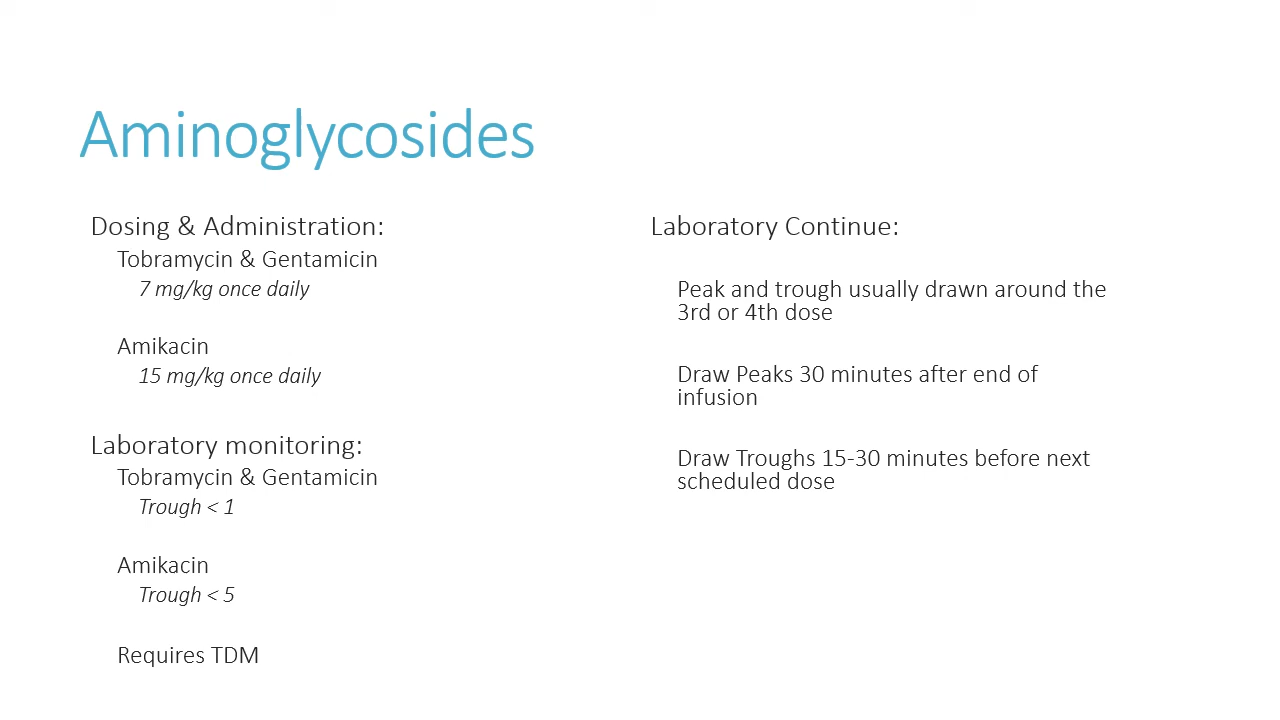 Aminoglycosides
Dosing & Administration:
Tobramycin & Gentamicin
7 mg/kg once daily
Amikacin
15 mg/kg once daily
Laboratory monitoring:
Tobramycin & Gentamicin
Trough < 1
Amikacin
Trough < 5
Requires TDM
Laboratory Continue:
Peak and trough usually drawn around the
3rd or 4th dose
Draw Peaks 30 minutes after end of
infusion
Draw Troughs 15-30 minutes before next
scheduled dose